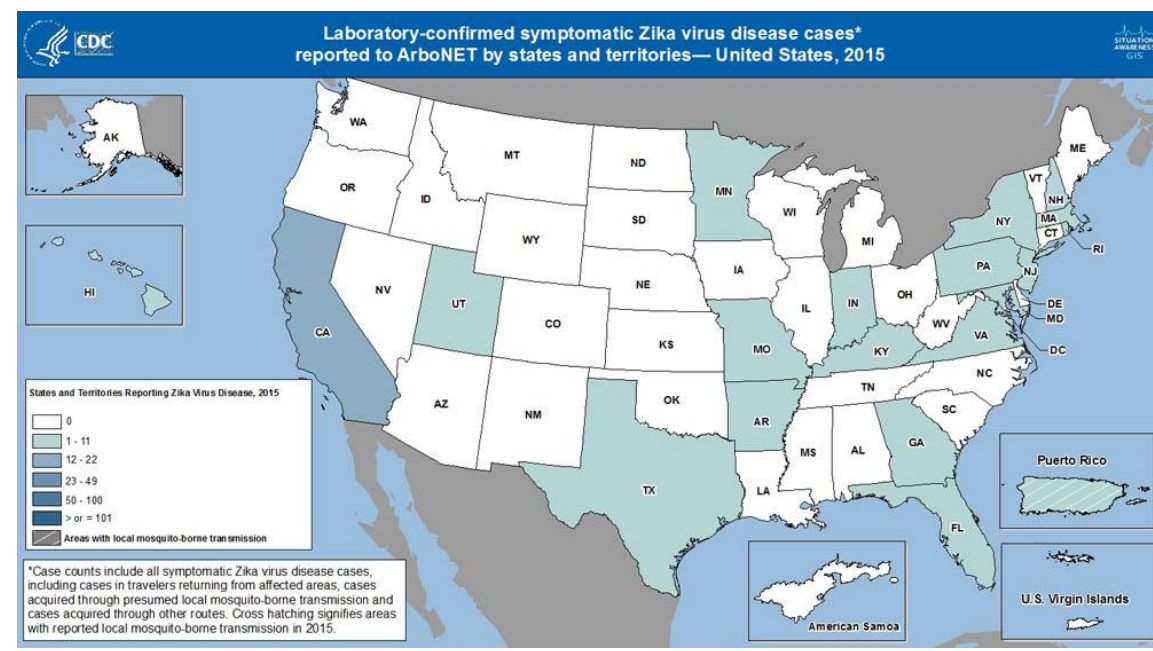 Laboratory-confirmed symptomatic Zika virus disease cases*
reported to ArboNET by states and territories— United States, 2015
CDC
SITUATION
AWARENESS
GIS
AK
HI
WA
OR
CA
ID
NV
MT
WY
UT
AZ
CO
NM
ND
SD
NE
KS
OK
TX
MN
IA
MO
AR
LA
WI
IL
MI
IN
OH
KY
TN
MS
AL
GA
FL
SC
NC
VA
WV
PA
NY
VT
NH
ME
MA
CT
RI
NJ
DE
MD
DC
States and Territories Reporting Zika Virus Disease, 2015
0
1 - 11
12 - 22
23 - 49
50 - 100
> or = 101
Areas with local mosquito-borne transmission
*Case counts include all symptomatic Zika virus disease cases,
including cases in travelers returning from affected areas, cases
acquired through presumed local mosquito-borne transmission and
cases acquired through other routes. Cross hatching signifies areas
with reported local mosquito-borne transmission in 2015.
Puerto Rico
U.S. Virgin Islands
American Samoa